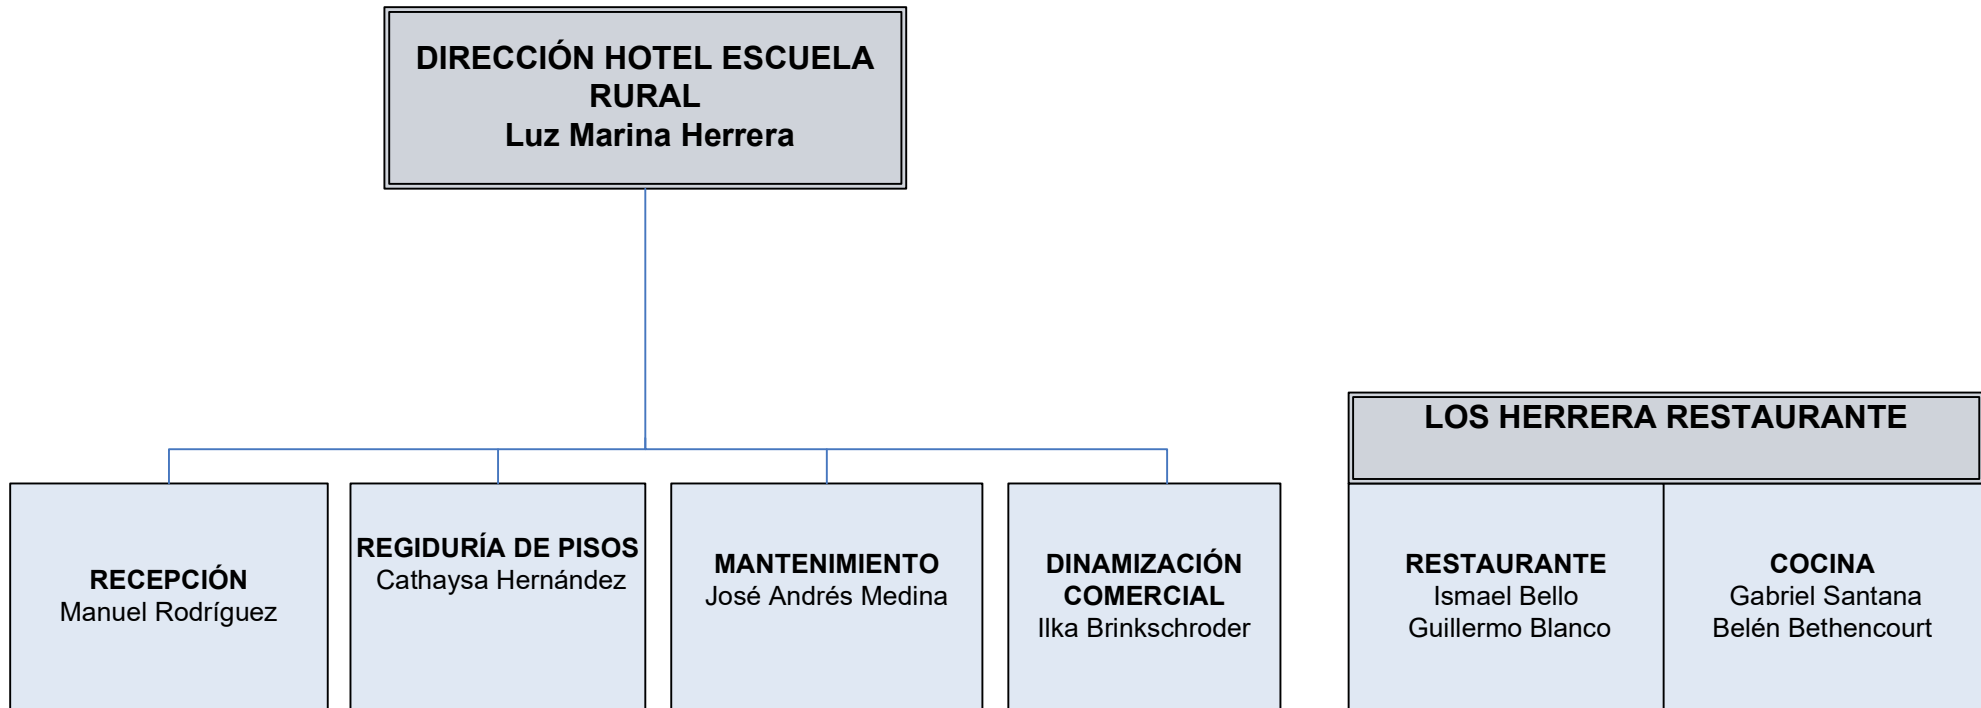 DIRECCIÓN HOTEL ESCUELA
RURAL
Luz Marina Herrera
RECEPCIÓN
Manuel Rodríguez
REGIDURÍA DE PISOS
Cathaysa Hernández
MANTENIMIENTO
José Andrés Medina
DINAMIZACIÓN
COMERCIAL
Ilka Brinkschroder
LOS HERRERA RESTAURANTE
RESTAURANTE
Ismael Bello
Guillermo Blanco
COCINA
Gabriel Santana
Belén Bethencourt